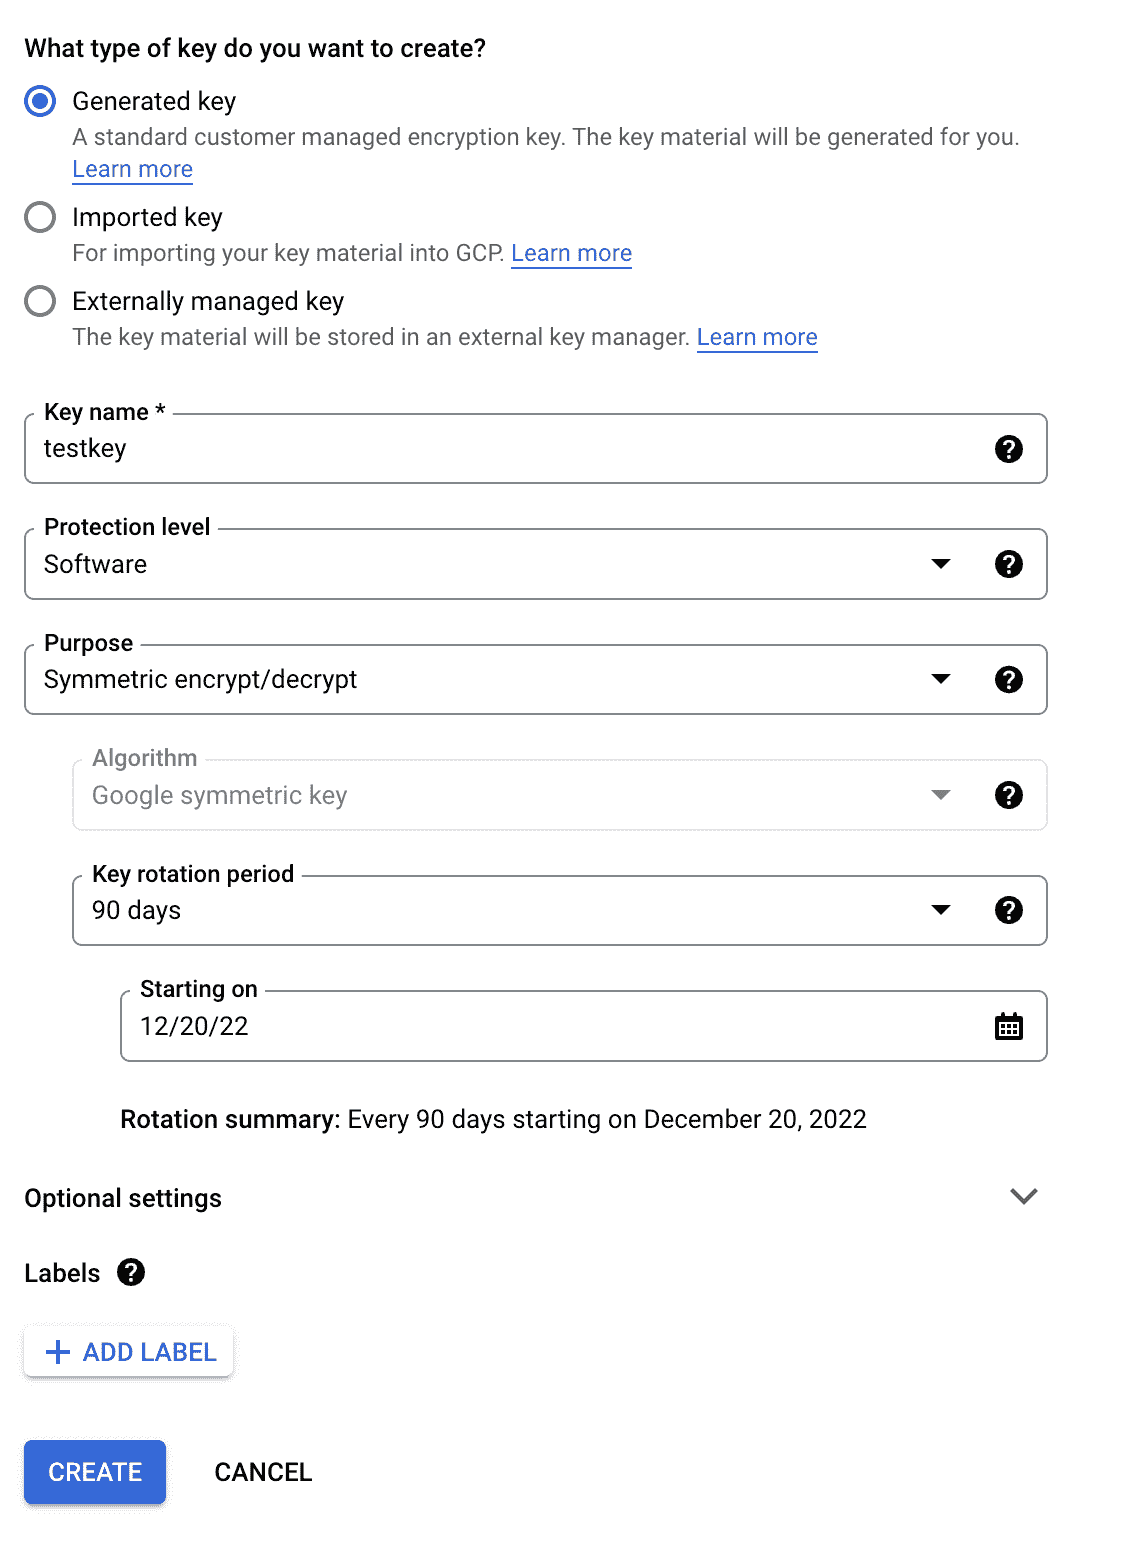 What type of key do you want to create?
Generated key
A standard customer managed encryption key. The key material will be generated for you.
Learn more
Imported key
For importing your key material into GCP. Learn more
Externally managed key
The key material will be stored in an external key manager. Learn more
Key name *
testkey
Protection level
Software
Purpose
Symmetric encrypt/decrypt
Algorithm
Google symmetric key
Key rotation period
90 days
Starting on
12/20/22
Rotation summary: Every 90 days starting on December 20, 2022
Optional settings
Labels
ADD LABEL
CREATE CANCEL